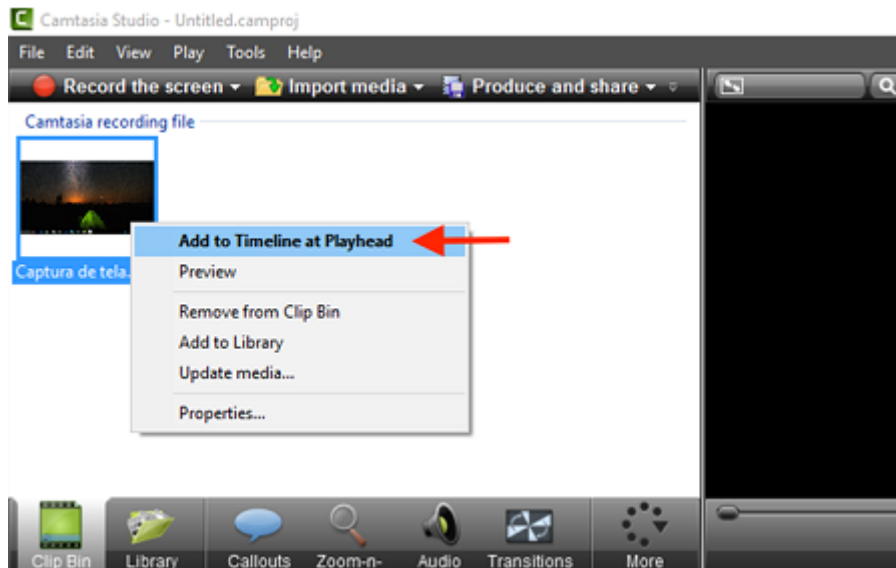 Camtasia Studio - Untitled.camproj
File Edit View Play Tools Help
Record the screen Import media Produce and share
Camtasia recording file
Captura de tela.
Add to Timeline at Playhead
Preview
Remove from Clip Bin
Add to Library
Update media...
Properties...
Clip Bin Library Callouts Zoom-n- Audio Transitions More